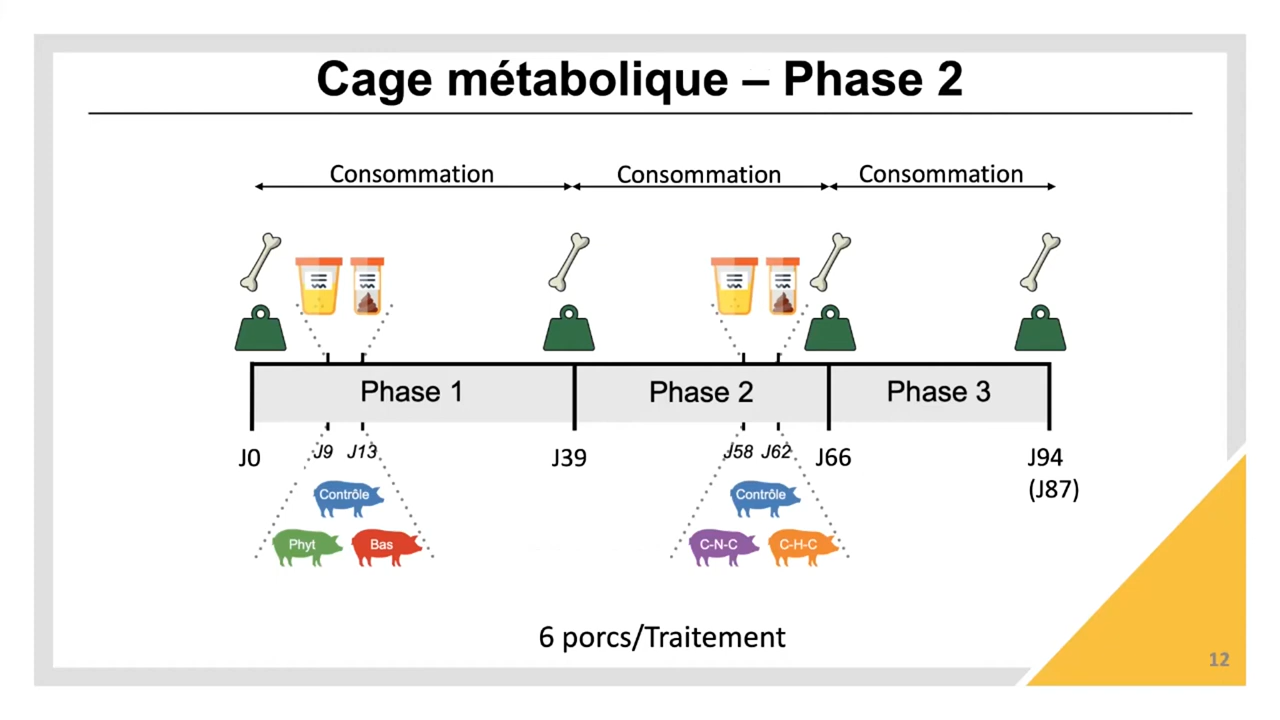 Cage métabolique – Phase 2
Consommation
Consommation
Consommation
Phase 1
Phase 2
Phase 3
J0
J9
J13
J39
J58
J62
J66
J94
(J87)
Contrôle
Phyt
Bas
Contrôle
C-N-C
C-H-C
6 porcs/Traitement
12